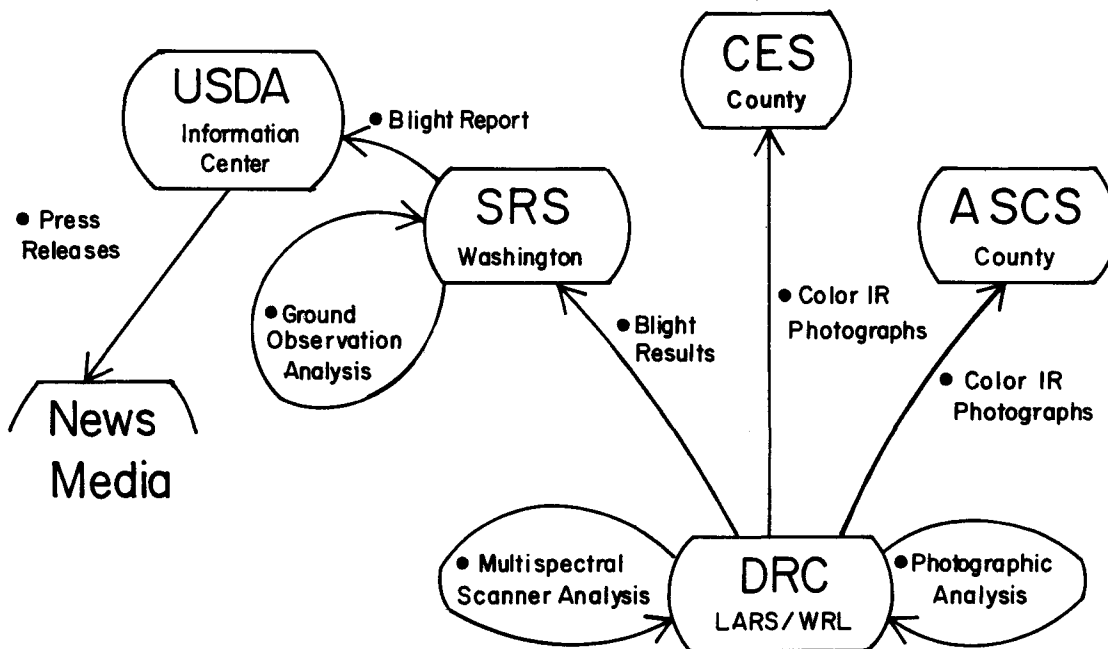 USDA
Information
Center
● Blight Report
CES
County
● Press
Releases
SRS
Washington
ASCS
County
● Ground
Observation
Analysis
● Blight
Results
● Color IR
Photographs
● Color IR
Photographs
News
Media
● Multispectral
Scanner Analysis
DRC
LARS/WRL
● Photographic
Analysis